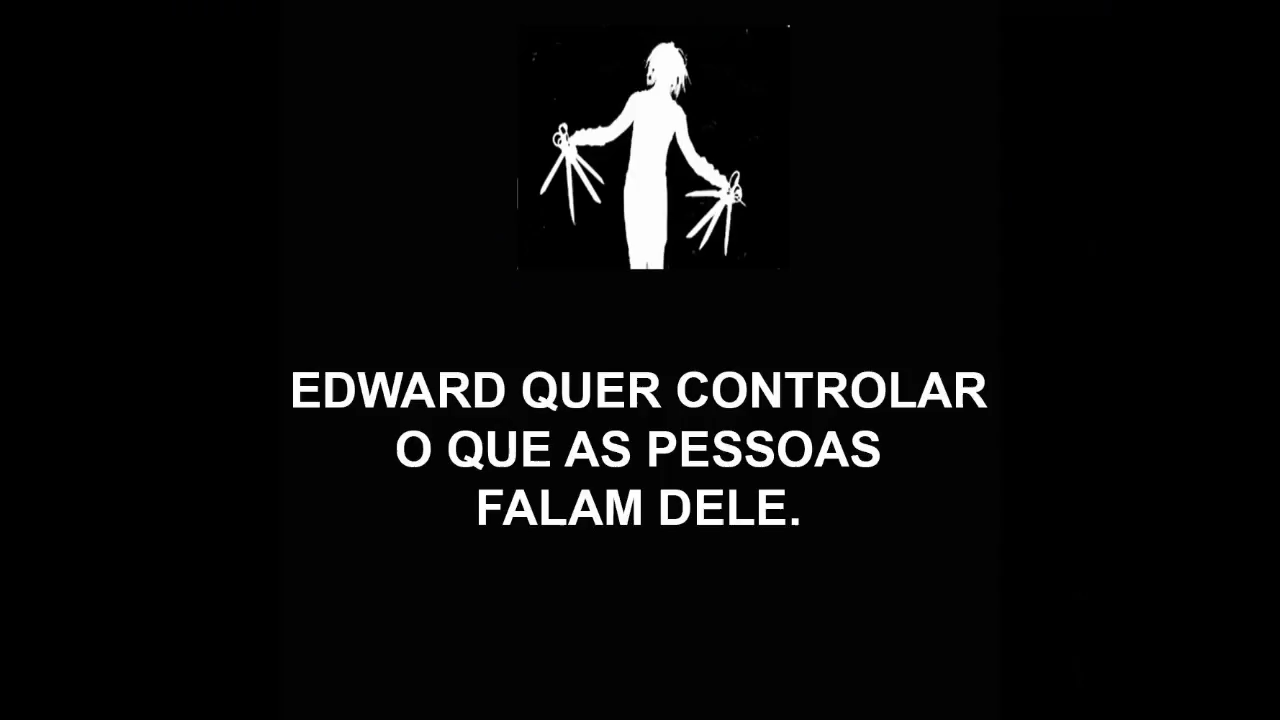 EDWARD QUER CONTROLAR
O QUE AS PESSOAS
FALAM DELE.